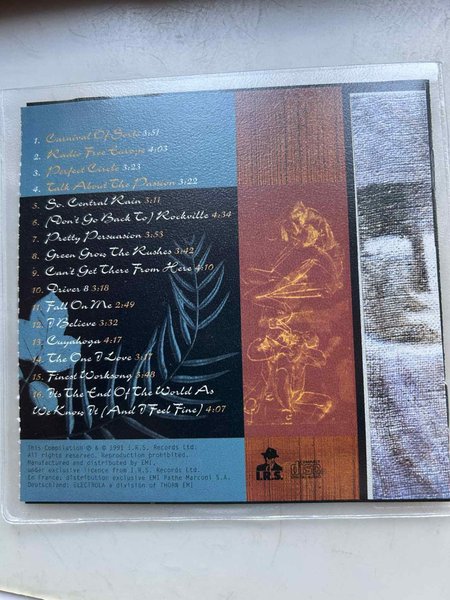 1. Carnival Of Sorts 3:51
2. Radio Free Europe 4:03
3. Perfect Circle 3:23
4. Talk About The Passion 3:22
5. So. Central Rain 3:11
6. (Don't Go Back To) Rockville 4:34
7. Pretty Persuasion 3:53
8. Green Grow The Rushes 3:42
9. Can't Get There From Here 4:10
10. Driver 8 3:18
11. Fall On Me 2:49
12. I Believe 3:32
13. Cuyahoga 4:17
14. The One I Love 3:17
15. Finest Worksong 3:48
16. Its The End Of The World As
We Know It (And I Feel Fine) 4:07
This Compilation ℗ & © 1991 I.R.S. Records Ltd.
All rights reserved. Reproduction prohibited.
Manufactured and distributed by EMI,
under exclusive licence from I.R.S. Records Ltd.
In France, distribution exclusive EMI Pathe Marconi S.A.
Deutschland: ELECTROLA a division of THORN EMI
I.R.S.
COMPACT
disc
DIGITAL AUDIO